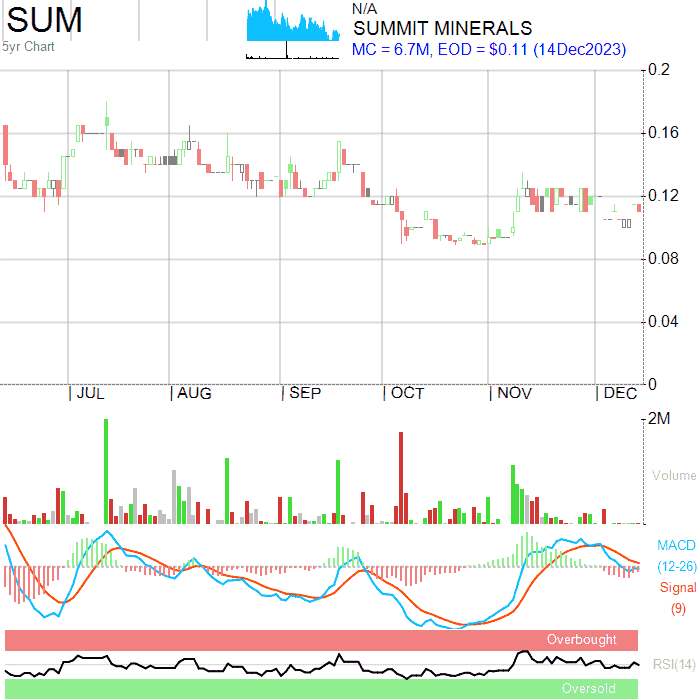 SUM
5yr Chart
N/A
SUMMIT MINERALS
MC = 6.7M, EOD = $0.11 (14Dec2023)
0.2
0.16
0.12
0.08
0.04
0
JUL AUG SEP OCT NOV DEC
2M
Volume
MACD
(12-26)
Signal
(9)
Overbought
RSI(14)
Oversold